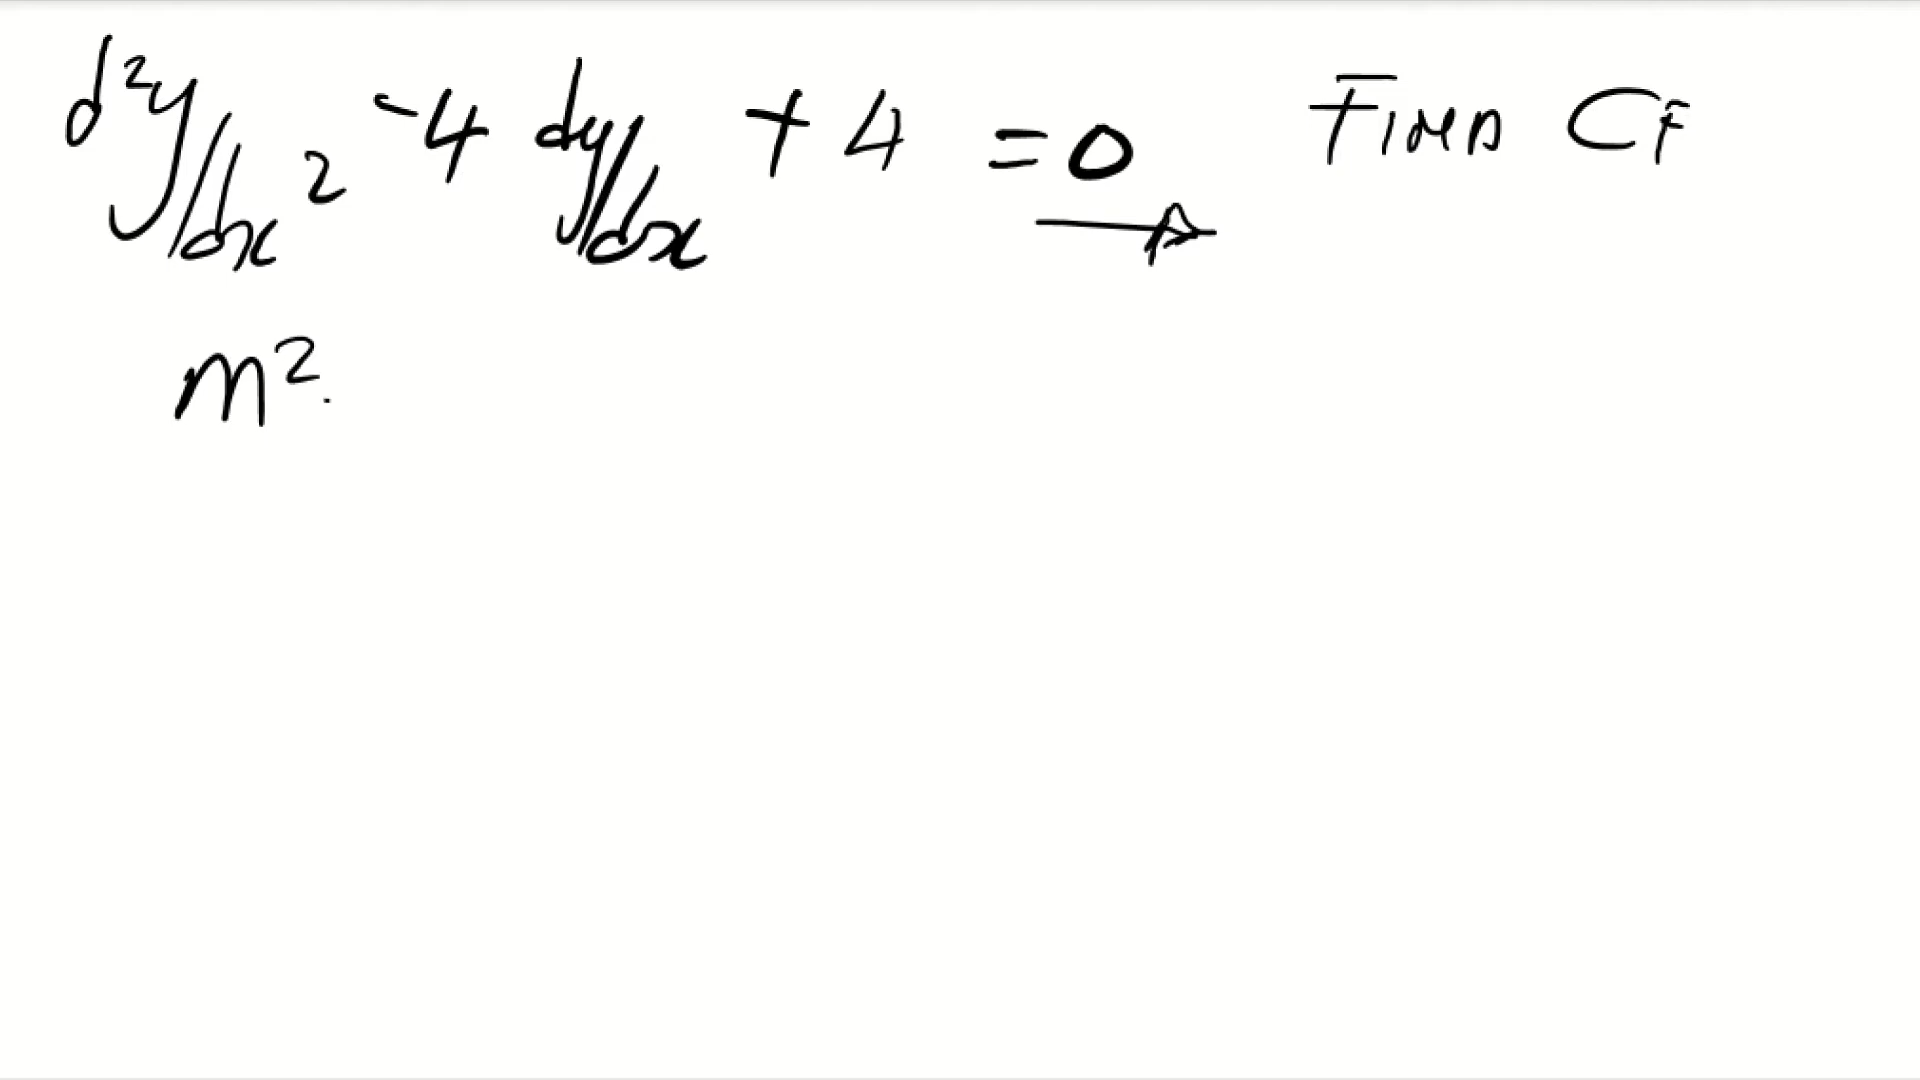 d²y/dx² -4 dy/dx + 4 = 0 FIND CF
m².